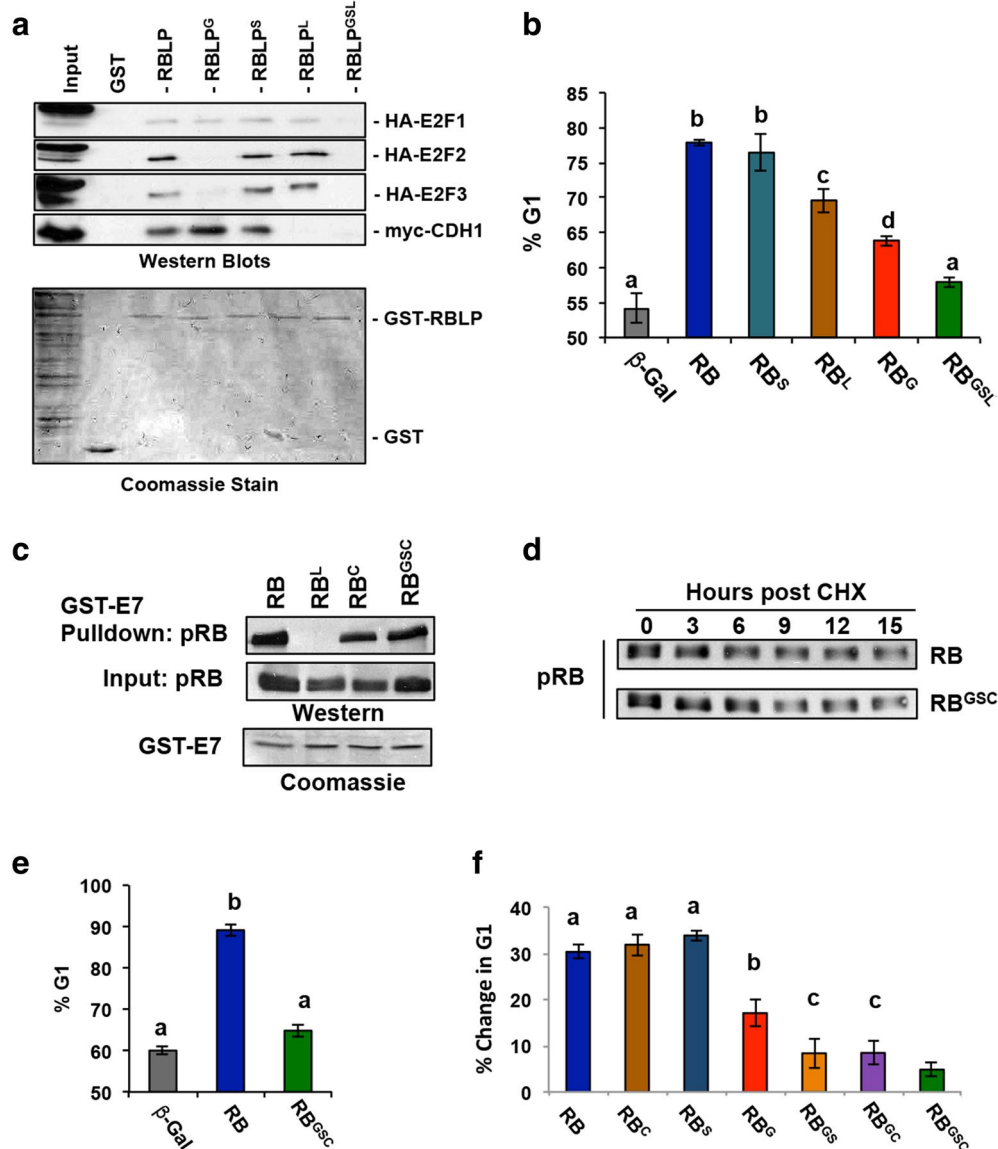 a
Input
GST
- RBLP
- RBLPᴳ
- RBLPˢ
- RBLPᴸ
- RBLPᴳˢᴸ
- HA-E2F1
- HA-E2F2
- HA-E2F3
- myc-CDH1
Western Blots
- GST-RBLP
- GST
Coomassie Stain
b
% G1
85
80
75
70
65
60
55
50
a
b
b
c
d
a
β-Gal
RB
RBˢ
RBᴸ
RBᴳ
RBᴳˢᴸ
c
RB
RBᴸ
RBᶜ
RBᴳˢᶜ
GST-E7
Pulldown: pRB
Input: pRB
Western
GST-E7
Coomassie
d
Hours post CHX
0 3 6 9 12 15
pRB
RB
RBᴳˢᶜ
e
% G1
100
90
80
70
60
50
a
b
a
β-Gal
RB
RBᴳˢᶜ
f
% Change in G1
40
30
20
10
0
a
a
a
b
c
c
RB
RBᶜ
RBˢ
RBᴳ
RBᴳˢ
RBᴳᶜ
RBᴳˢᶜ